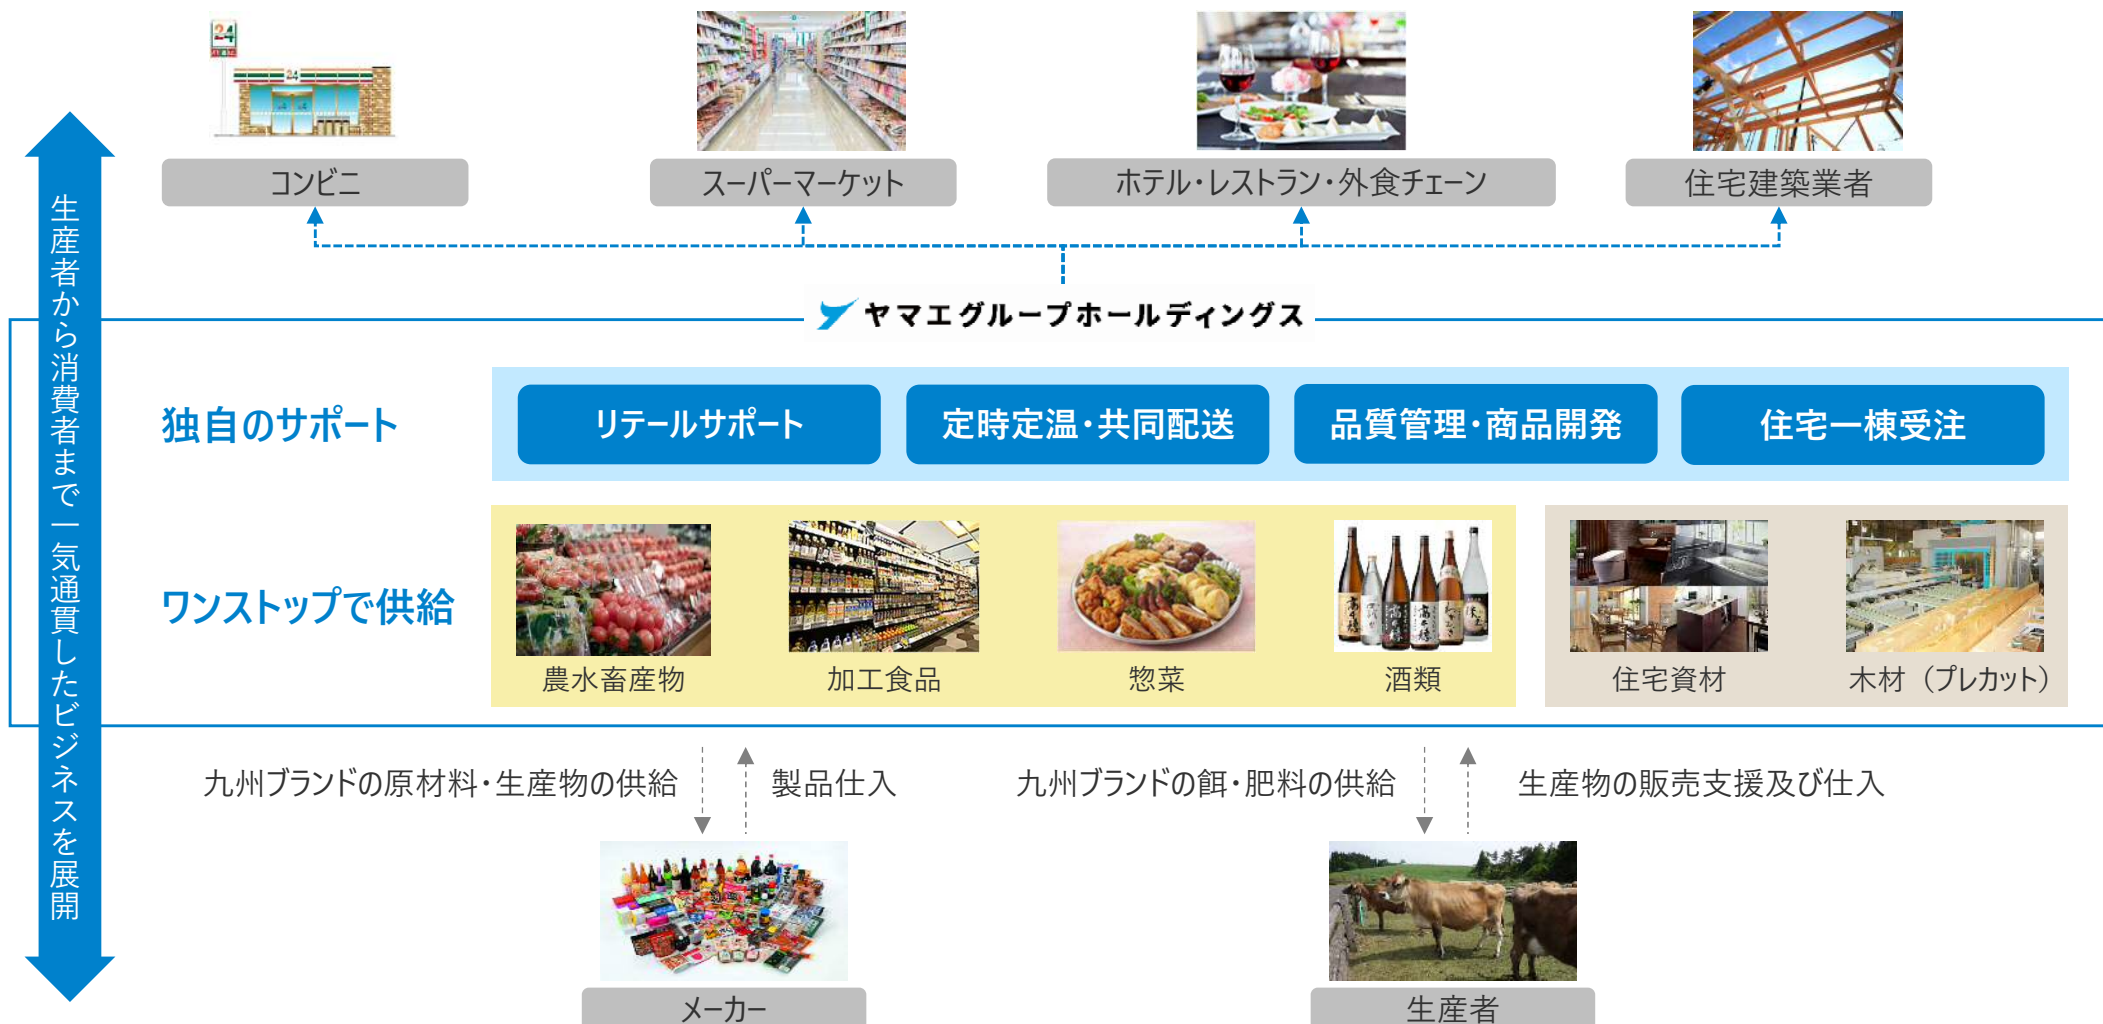 24
24
コンビニ
スーパーマーケット
ホテル・レストラン・外食チェーン
住宅建築業者
生産者から消費者まで一気通貫したビジネスを展開
ヤマエグループホールディングス
独自のサポート
リテールサポート
定時定温・共同配送
品質管理・商品開発
住宅一棟受注
ワンストップで供給
高千穂
高千穂
農水畜産物
加工食品
惣菜
酒類
住宅資材
木材（プレカット）
九州ブランドの原材料・生産物の供給
製品仕入
九州ブランドの餌・肥料の供給
生産物の販売支援及び仕入
メーカー
生産者